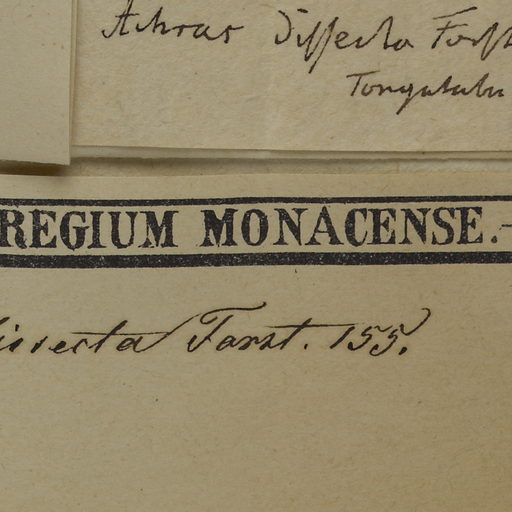 Achras dissecta Forst
Tongatabu
REGIUM MONACENSE.-
dissecta Forst. 155.